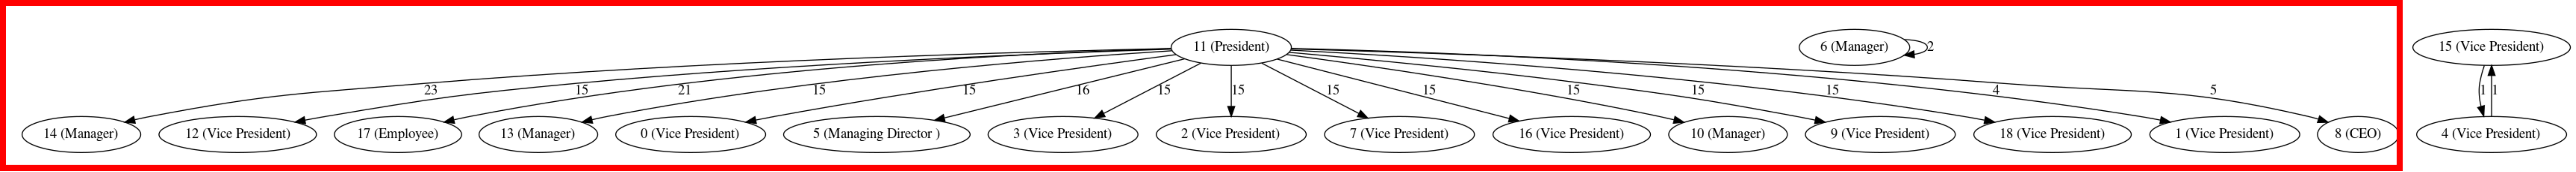 11 (President)
6 (Manager)
2
15 (Vice President)
23
15
21
15
15
16
15
15
15
15
15
15
15
4
5
1
1
14 (Manager)
12 (Vice President)
17 (Employee)
13 (Manager)
0 (Vice President)
5 (Managing Director )
3 (Vice President)
2 (Vice President)
7 (Vice President)
16 (Vice President)
10 (Manager)
9 (Vice President)
18 (Vice President)
1 (Vice President)
8 (CEO)
4 (Vice President)